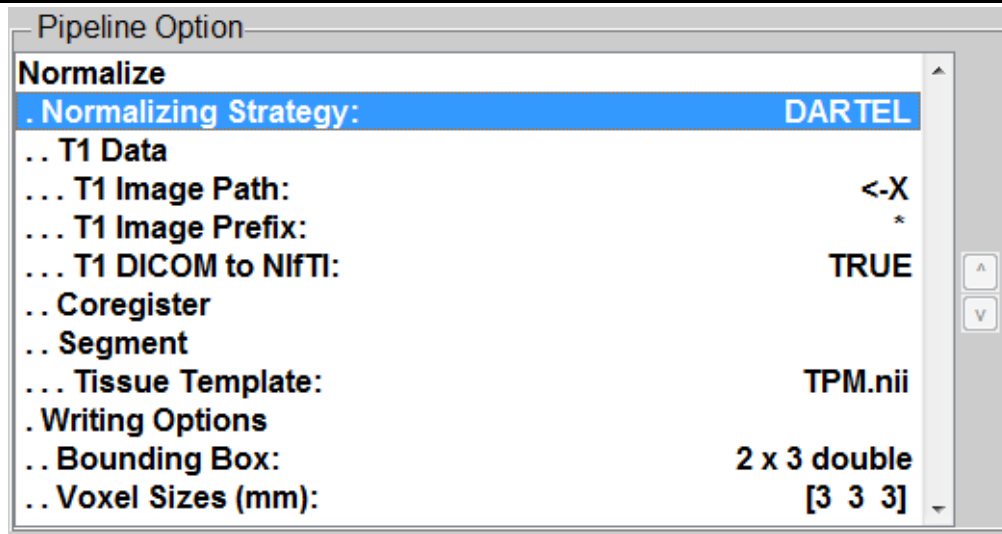 Pipeline Option
Normalize
. Normalizing Strategy: DARTEL
. . T1 Data
. . . T1 Image Path: <-X
. . . T1 Image Prefix: *
. . . T1 DICOM to NIfTI: TRUE
. . Coregister
. . Segment
. . . Tissue Template: TPM.nii
. Writing Options
. . Bounding Box: 2 x 3 double
. . Voxel Sizes (mm): [3 3 3]